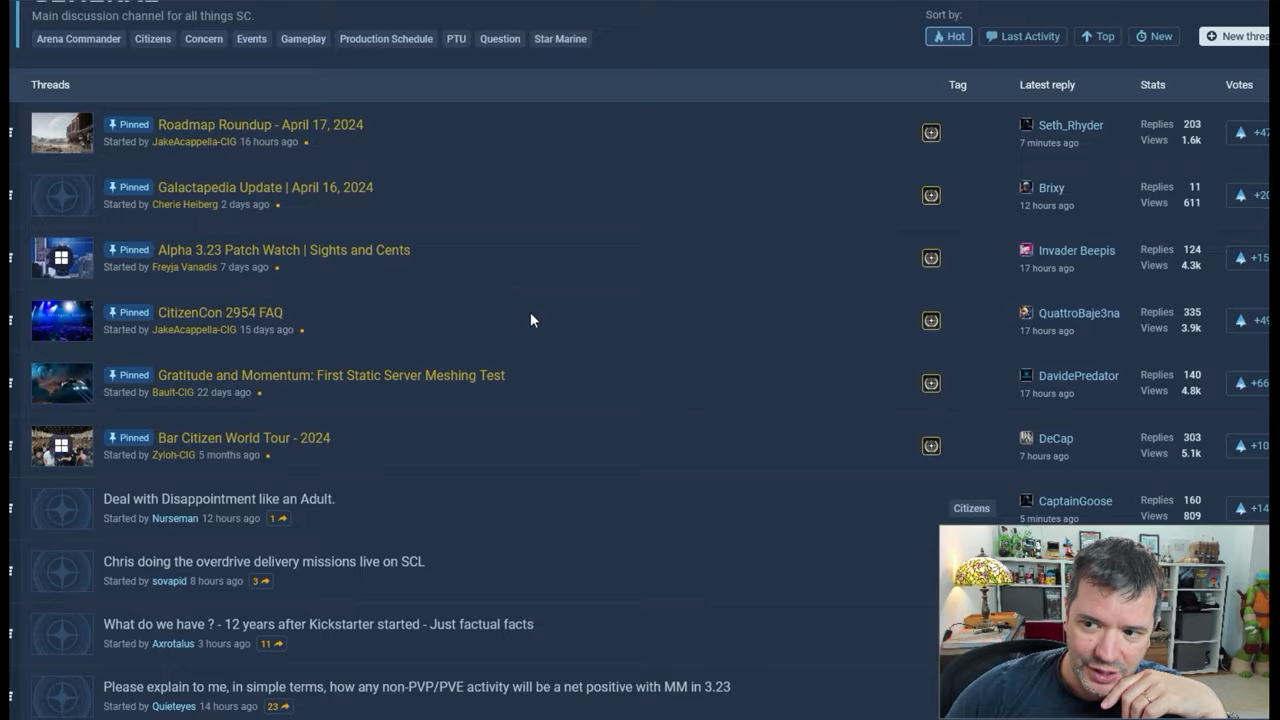 Main discussion channel for all things SC.
Sort by:
Arena Commander Citizens Concern Events Gameplay Production Schedule PTU Question Star Marine
Hot Last Activity Top New New threa
Threads Tag Latest reply Stats Votes
Pinned Roadmap Roundup - April 17, 2024
Started by JakeAcappella-CIG 16 hours ago
Seth_Rhyder
7 minutes ago
Replies 203
Views 1.6k
+47
Pinned Galactapedia Update | April 16, 2024
Started by Cherie Heiberg 2 days ago
Brixy
12 hours ago
Replies 11
Views 611
+20
Pinned Alpha 3.23 Patch Watch | Sights and Cents
Started by Freyja Vanadis 7 days ago
Invader Beepis
17 hours ago
Replies 124
Views 4.3k
+15
Pinned CitizenCon 2954 FAQ
Started by JakeAcappella-CIG 15 days ago
QuattroBaje3na
17 hours ago
Replies 335
Views 3.9k
+49
Pinned Gratitude and Momentum: First Static Server Meshing Test
Started by Bault-CIG 22 days ago
DavidePredator
17 hours ago
Replies 140
Views 4.8k
+66
Pinned Bar Citizen World Tour - 2024
Started by Zyloh-CIG 5 months ago
DeCap
7 hours ago
Replies 303
Views 5.1k
+10
Deal with Disappointment like an Adult.
Started by Nurseman 12 hours ago 1
Citizens
CaptainGoose
5 minutes ago
Replies 160
Views 809
+14
Chris doing the overdrive delivery missions live on SCL
Started by sovapid 8 hours ago 3
What do we have ? - 12 years after Kickstarter started - Just factual facts
Started by Axrotalus 3 hours ago 11
Please explain to me, in simple terms, how any non-PVP/PVE activity will be a net positive with MM in 3.23
Started by Quieteyes 14 hours ago 23